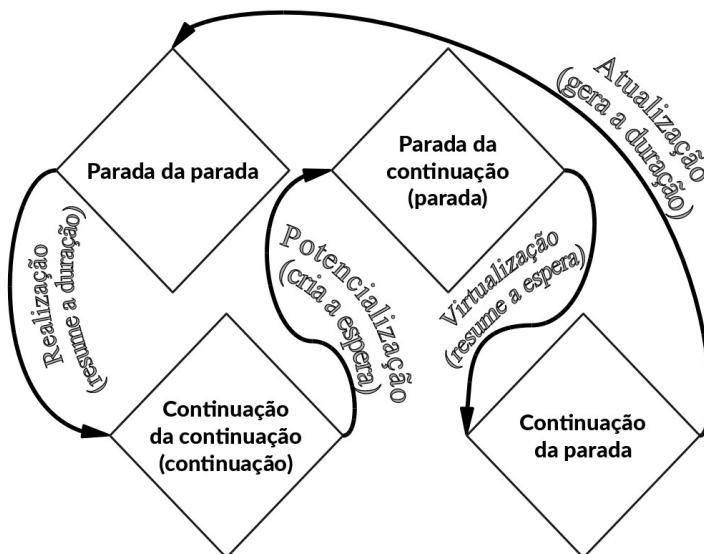 Parada da parada
Realização
(resume a duração)
Continuação
da continuação
(continuação)
Potencialização
(cria a espera)
Parada da
continuação
(parada)
Virtualização
(resume a espera)
Continuação
da parada
Atualização
(gera a duração)